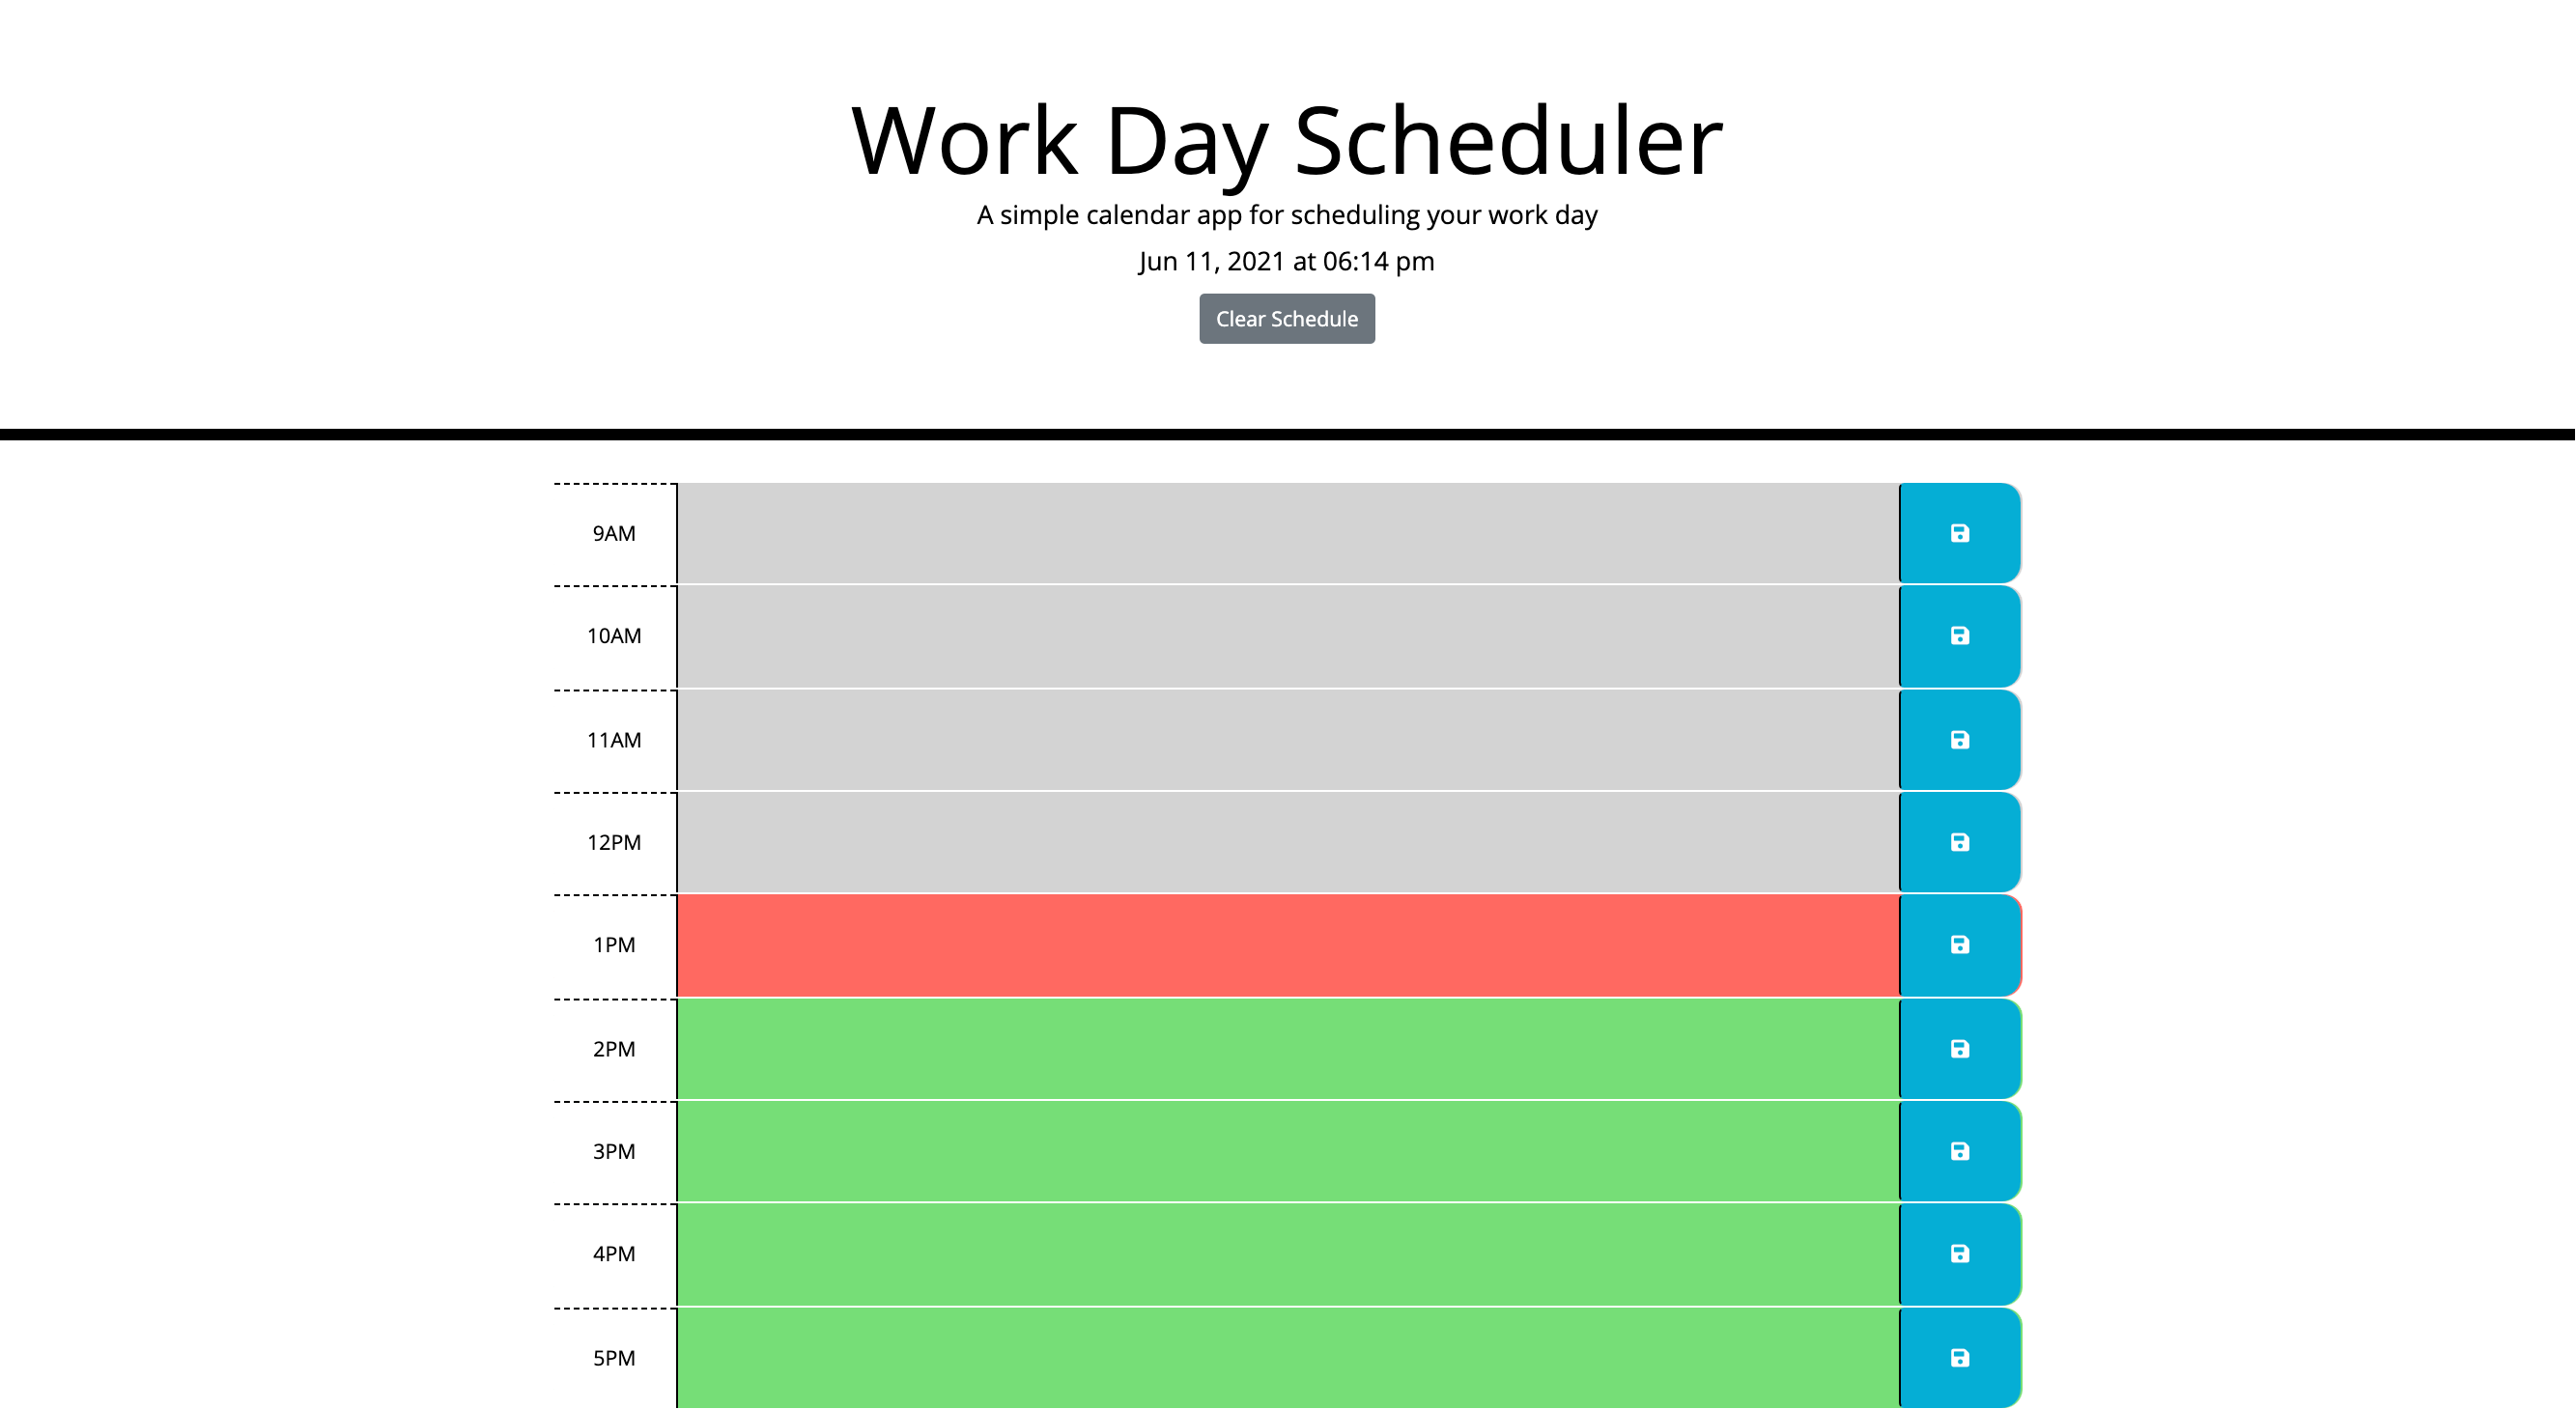 Work Day Scheduler
A simple calendar app for scheduling your work day
Jun 11, 2021 at 06:14 pm
Clear Schedule
9AM
10AM
11AM
12PM
1PM
2PM
3PM
4PM
5PM